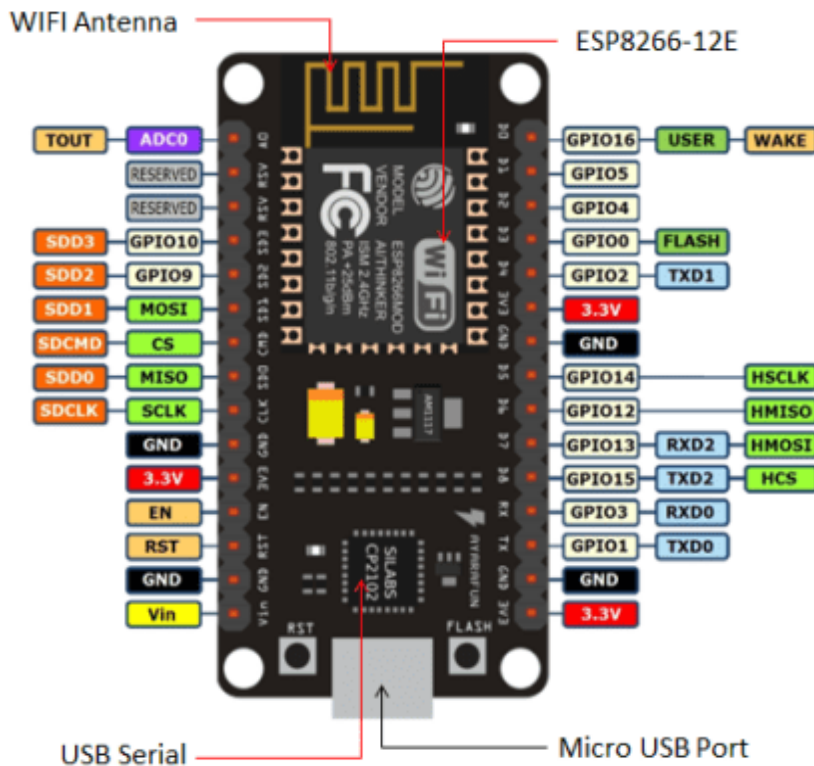 WIFI Antenna
ESP8266-12E
TOUT ADC0 A0 D0 GPIO16 USER WAKE
RESERVED RSV D1 GPIO5
RESERVED RSV D2 GPIO4
SDD3 GPIO10 SD3 D3 GPIO0 FLASH
SDD2 GPIO9 SD2 D4 GPIO2 TXD1
SDD1 MOSI SD1 3V3 3.3V
SDCMD CS CMD GND GND
SDD0 MISO SD0 D5 GPIO14 HSCLK
SDCLK SCLK CLK D6 GPIO12 HMISO
GND GND D7 GPIO13 RXD2 HMOSI
3.3V 3V3 D8 GPIO15 TXD2 HCS
EN EN RX GPIO3 RXD0
RST RST TX GPIO1 TXD0
GND GND GND GND
Vin Vin 3V3 3.3V
MODEL ESP8266MOD
VENDOR AI/THINKER
ISM 2.4GHz
PA +25dBm
802.11b/g/n
FC
WiFi
AM1117
SILABS
CP2102
AYARAFUN
RST
FLASH
USB Serial
Micro USB Port